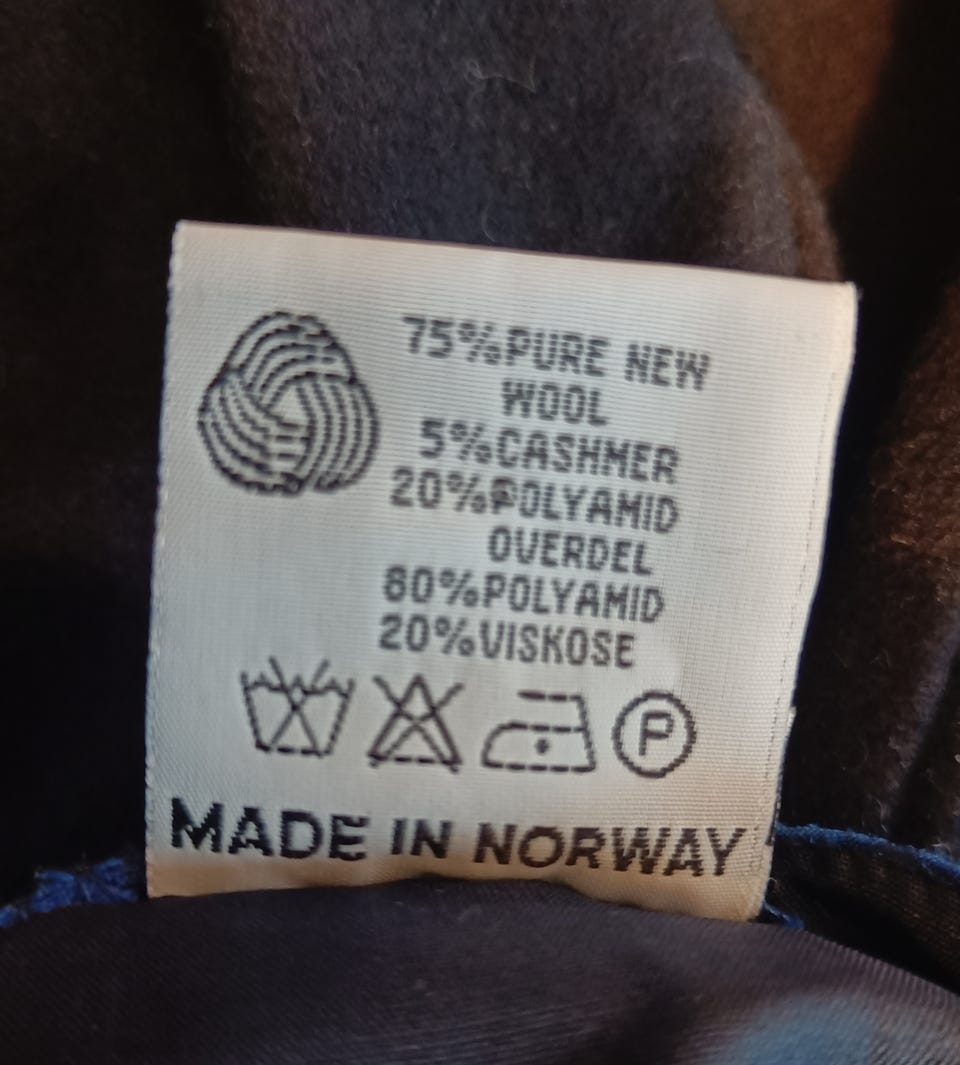 75%PURE NEW
WOOL
5%CASHMER
20%POLYAMID
OVERDEL
80%POLYAMID
20%VISKOSE
P
MADE IN NORWAY